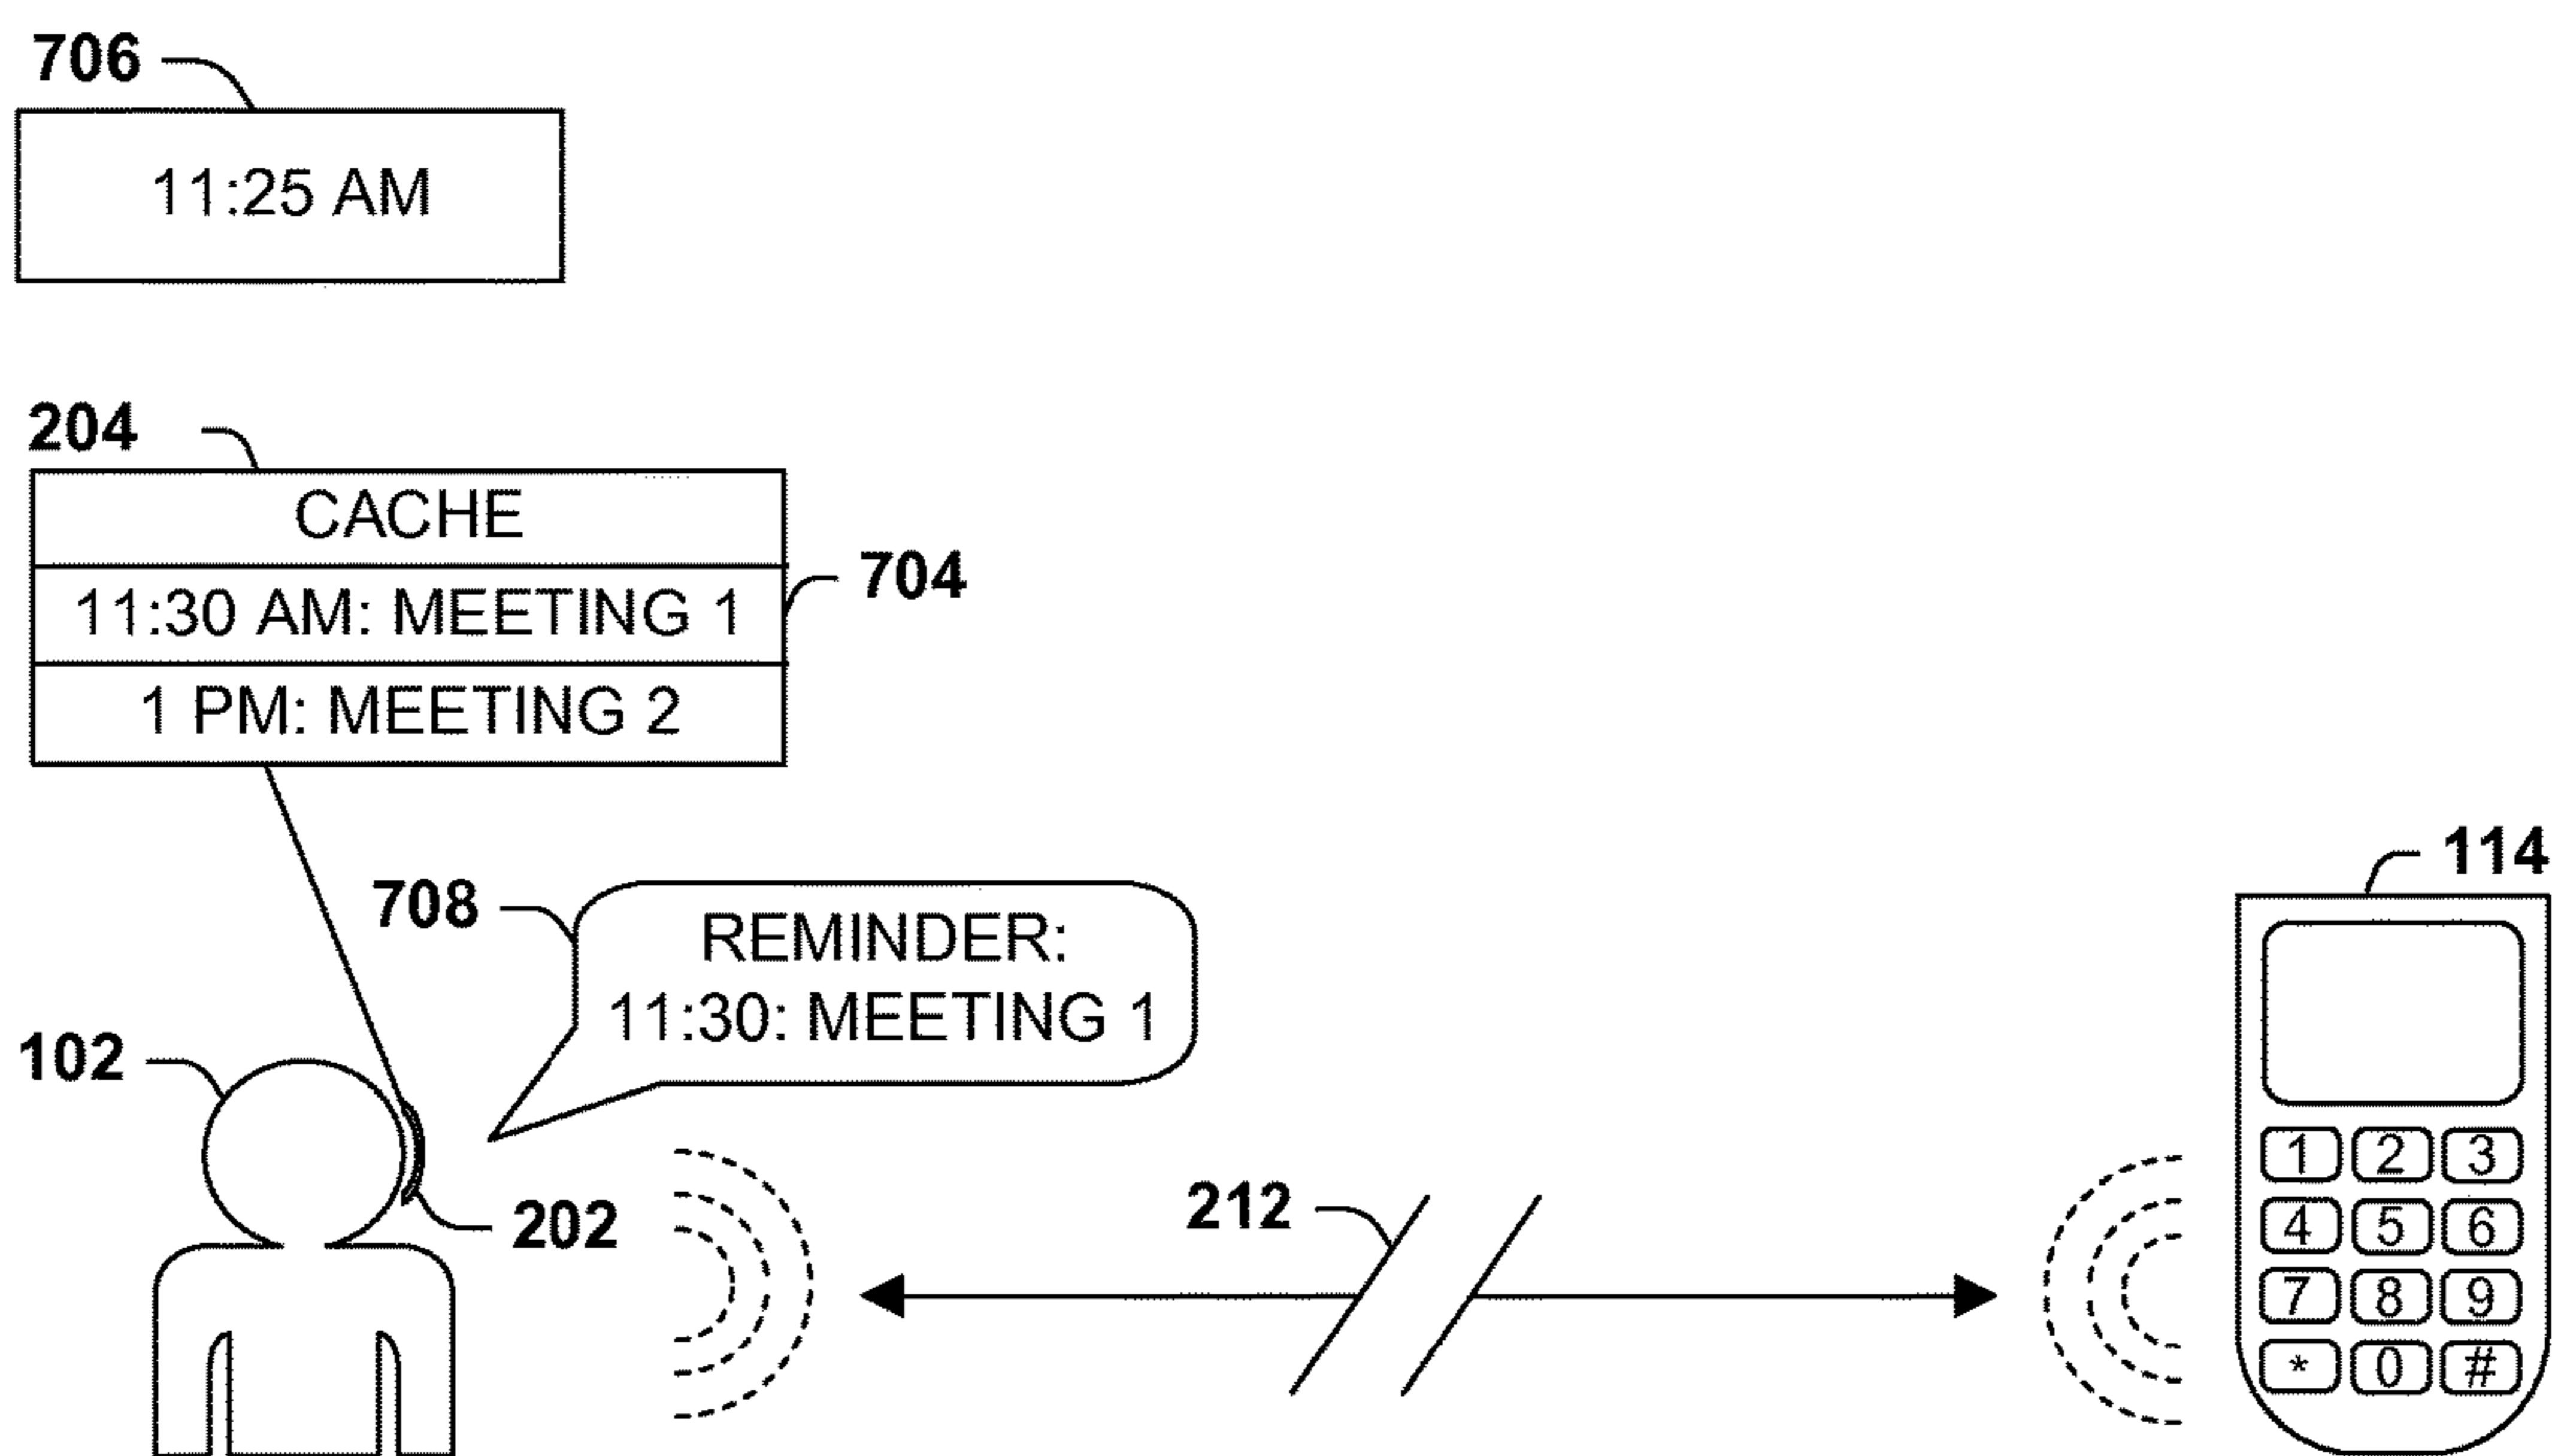 706
11:25 AM
204
CACHE
11:30 AM: MEETING 1
704
1 PM: MEETING 2
708
REMINDER:
11:30: MEETING 1
114
102
202
212
1 2 3
4 5 6
7 8 9
* 0 #